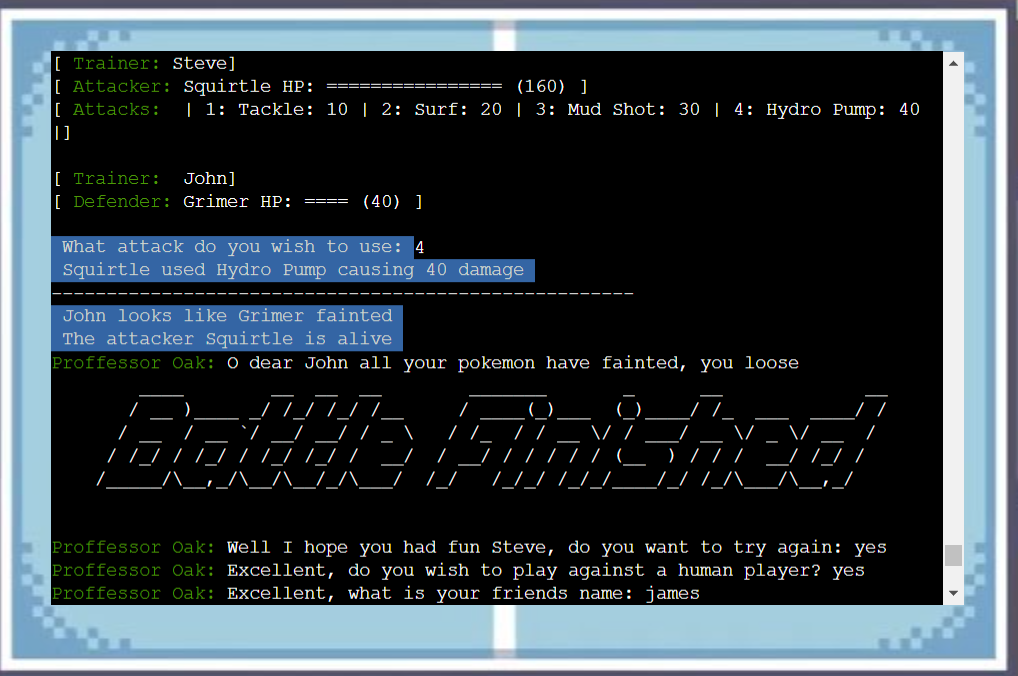 [ Trainer: Steve]
[ Attacker: Squirtle HP: ================ (160) ]
[ Attacks:  | 1: Tackle: 10 | 2: Surf: 20 | 3: Mud Shot: 30 | 4: Hydro Pump: 40
|]
[ Trainer:  John]
[ Defender: Grimer HP: ==== (40) ]
What attack do you wish to use: 4
Squirtle used Hydro Pump causing 40 damage
-----------------------------------------------------
John looks like Grimer fainted
The attacker Squirtle is alive
Proffessor Oak: O dear John all your pokemon have fainted, you loose
Battle Finished
Proffessor Oak: Well I hope you had fun Steve, do you want to try again: yes
Proffessor Oak: Excellent, do you wish to play against a human player? yes
Proffessor Oak: Excellent, what is your friends name: james